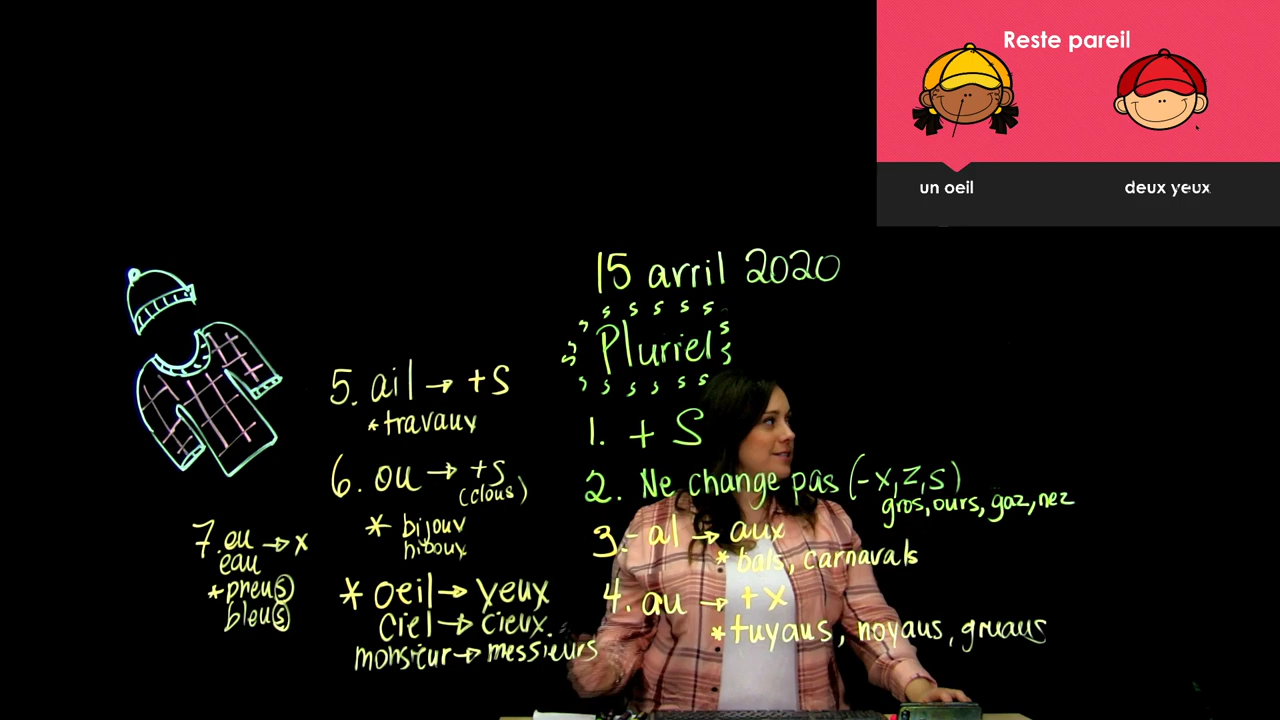 Reste pareil
un oeil
deux yeux
15 avril 2020
s s s s s s
Pluriel
s s s s s s
1. + S
2. Ne change pas (-x, z, s)
gros, ours, gaz, nez
3. - al → aux
* bals, carnavals
4. au → + x
* tuyaus, noyaus, gruaus
5. ail → + s
* travaux
6. ou → + s
(clous)
* bijoux
hiboux
* oeil → yeux
ciel → cieux.
monsieur → messieurs
7. eu → x
eau
* pneus
bleus